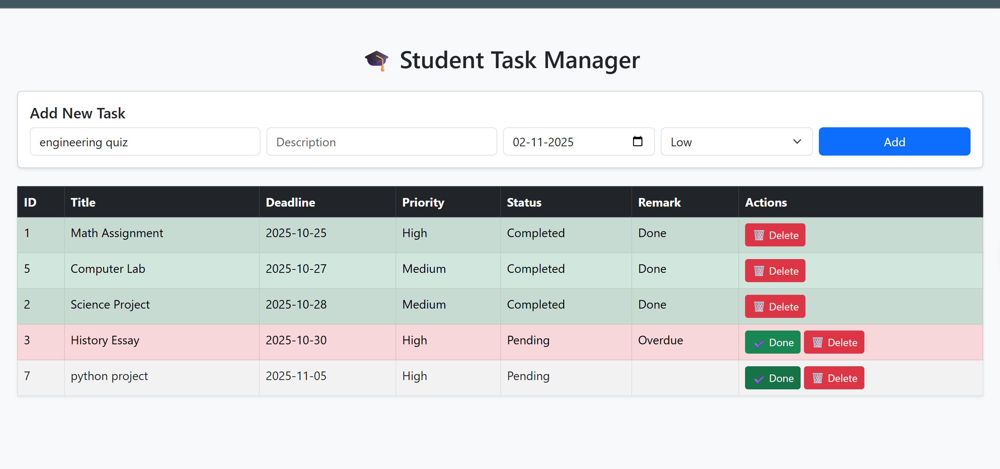 Student Task Manager
Add New Task
engineering quiz Description 02-11-2025 Low Add
ID Title Deadline Priority Status Remark Actions
1 Math Assignment 2025-10-25 High Completed Done Delete
5 Computer Lab 2025-10-27 Medium Completed Done Delete
2 Science Project 2025-10-28 Medium Completed Done Delete
3 History Essay 2025-10-30 High Pending Overdue Done Delete
7 python project 2025-11-05 High Pending Done Delete